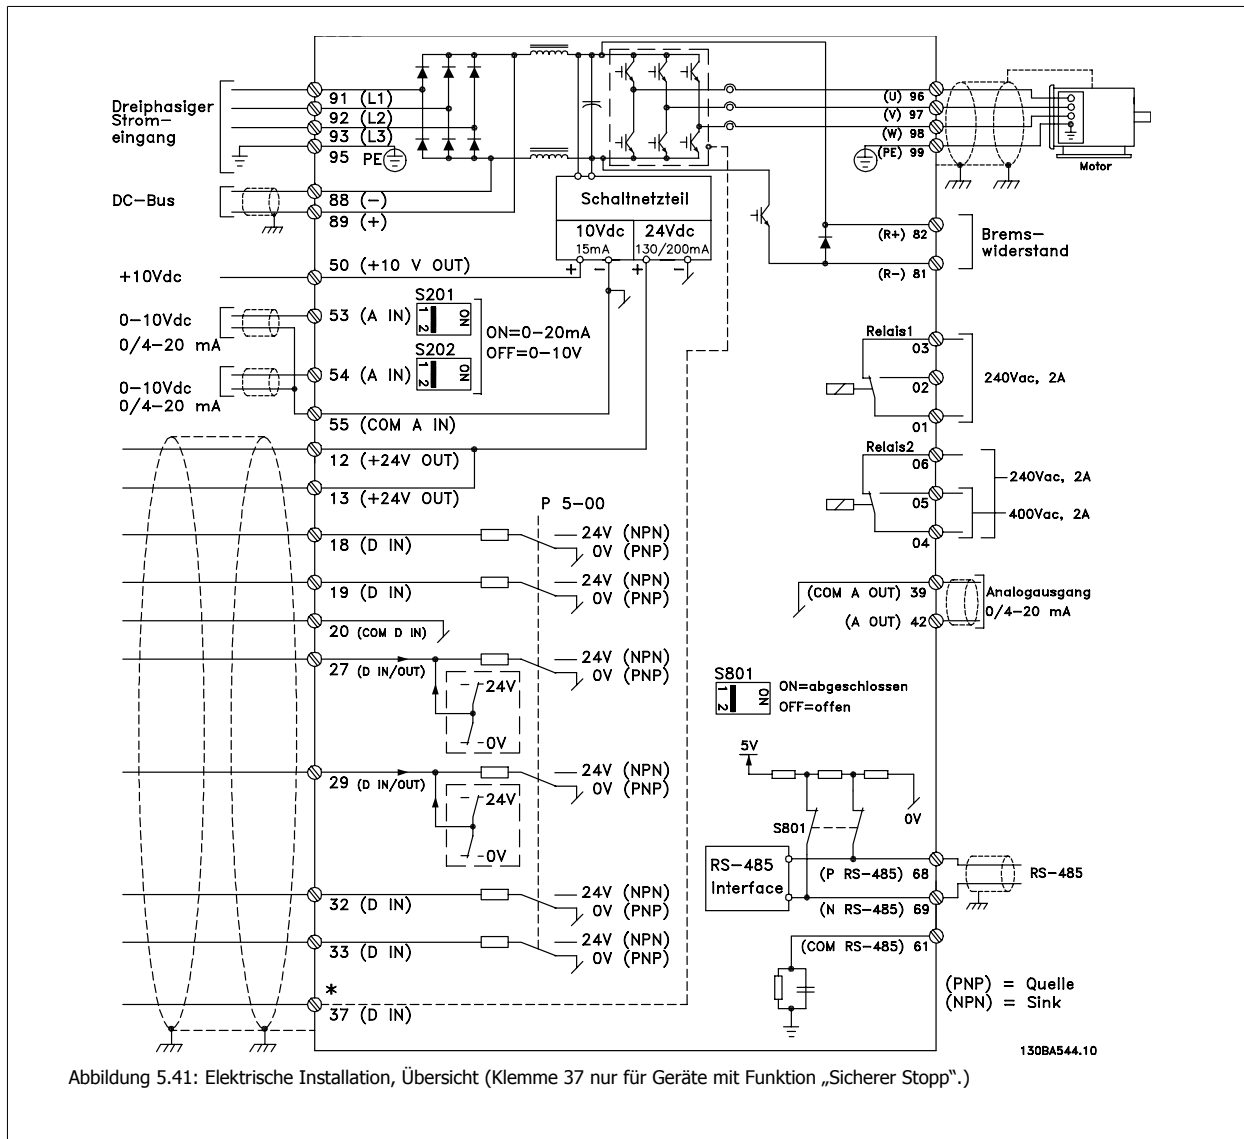 Dreiphasiger
Strom-
eingang
91 (L1)
92 (L2)
93 (L3)
95 PE
DC-Bus
88 (-)
89 (+)
+10Vdc
50 (+10 V OUT)
0-10Vdc
0/4-20 mA
53 (A IN)
S201
1 2
ON
ON=0-20mA
OFF=0-10V
S202
1 2
ON
0-10Vdc
0/4-20 mA
54 (A IN)
55 (COM A IN)
12 (+24V OUT)
13 (+24V OUT)
P 5-00
18 (D IN)
24V (NPN)
0V (PNP)
19 (D IN)
24V (NPN)
0V (PNP)
20 (COM D IN)
27 (D IN/OUT)
24V (NPN)
0V (PNP)
24V
0V
29 (D IN/OUT)
24V (NPN)
0V (PNP)
24V
0V
32 (D IN)
24V (NPN)
0V (PNP)
33 (D IN)
24V (NPN)
0V (PNP)
*
37 (D IN)
Schaltnetzteil
10Vdc
15mA
24Vdc
130/200mA
+ - + -
(U) 96
(V) 97
(W) 98
(PE) 99
Motor
(R+) 82
Brems-
widerstand
(R-) 81
Relais1
03
02
01
240Vac, 2A
Relais2
06
05
04
240Vac, 2A
400Vac, 2A
(COM A OUT) 39
(A OUT) 42
Analogausgang
0/4-20 mA
S801
1 2
ON
ON=abgeschlossen
OFF=offen
5V
0V
S801
RS-485
Interface
(P RS-485) 68
(N RS-485) 69
RS-485
(COM RS-485) 61
(PNP) = Quelle
(NPN) = Sink
130BA544.10
Abbildung 5.41: Elektrische Installation, Übersicht (Klemme 37 nur für Geräte mit Funktion „Sicherer Stopp“.)